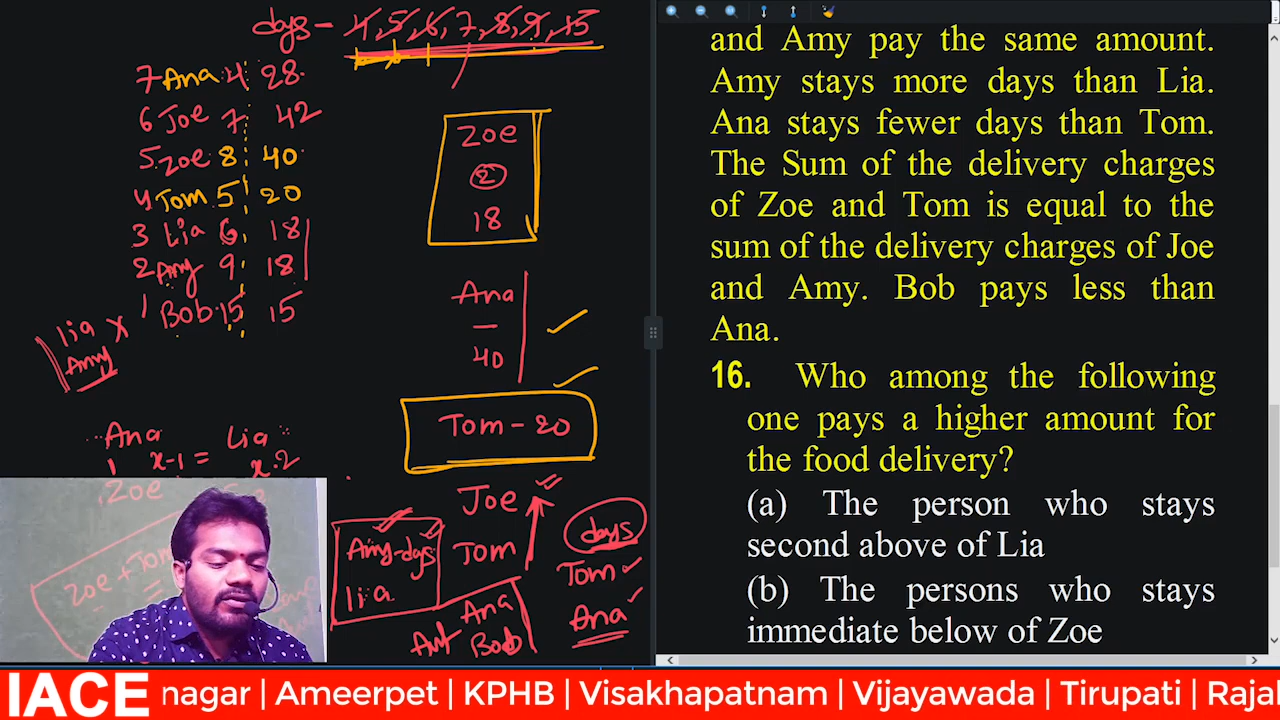 days - 4, 5, 6, 7, 8, 9, 15
7 Ana 4 28
6 Joe 7 42
5 Zoe 8 40
4 Tom 5 20
3 Lia 6 18
2 Amy 9 18
1 Bob 15 15
lia x
Amy
Zoe
2
18
Ana
40
Tom - 20
Ana Lia
1 x-1 = x.2
Zoe
Zoe + Tom
=
Joe
Tom
Ana
Amt Bob
Amy-days
lia
days
Tom
Ana
and Amy pay the same amount.
Amy stays more days than Lia.
Ana stays fewer days than Tom.
The Sum of the delivery charges
of Zoe and Tom is equal to the
sum of the delivery charges of Joe
and Amy. Bob pays less than
Ana.
16. Who among the following
one pays a higher amount for
the food delivery?
(a) The person who stays
second above of Lia
(b) The persons who stays
immediate below of Zoe
IACE nagar | Ameerpet | KPHB | Visakhapatnam | Vijayawada | Tirupati | Rajal